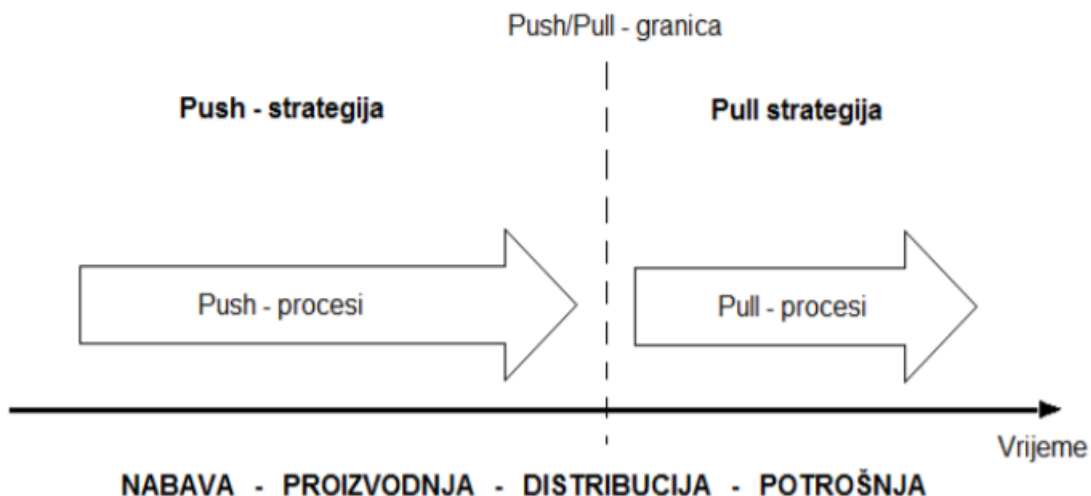 Push/Pull - granica
Push - strategija
Pull strategija
Push - procesi
Pull - procesi
Vrijeme
NABAVA - PROIZVODNJA - DISTRIBUCIJA - POTROŠNJA